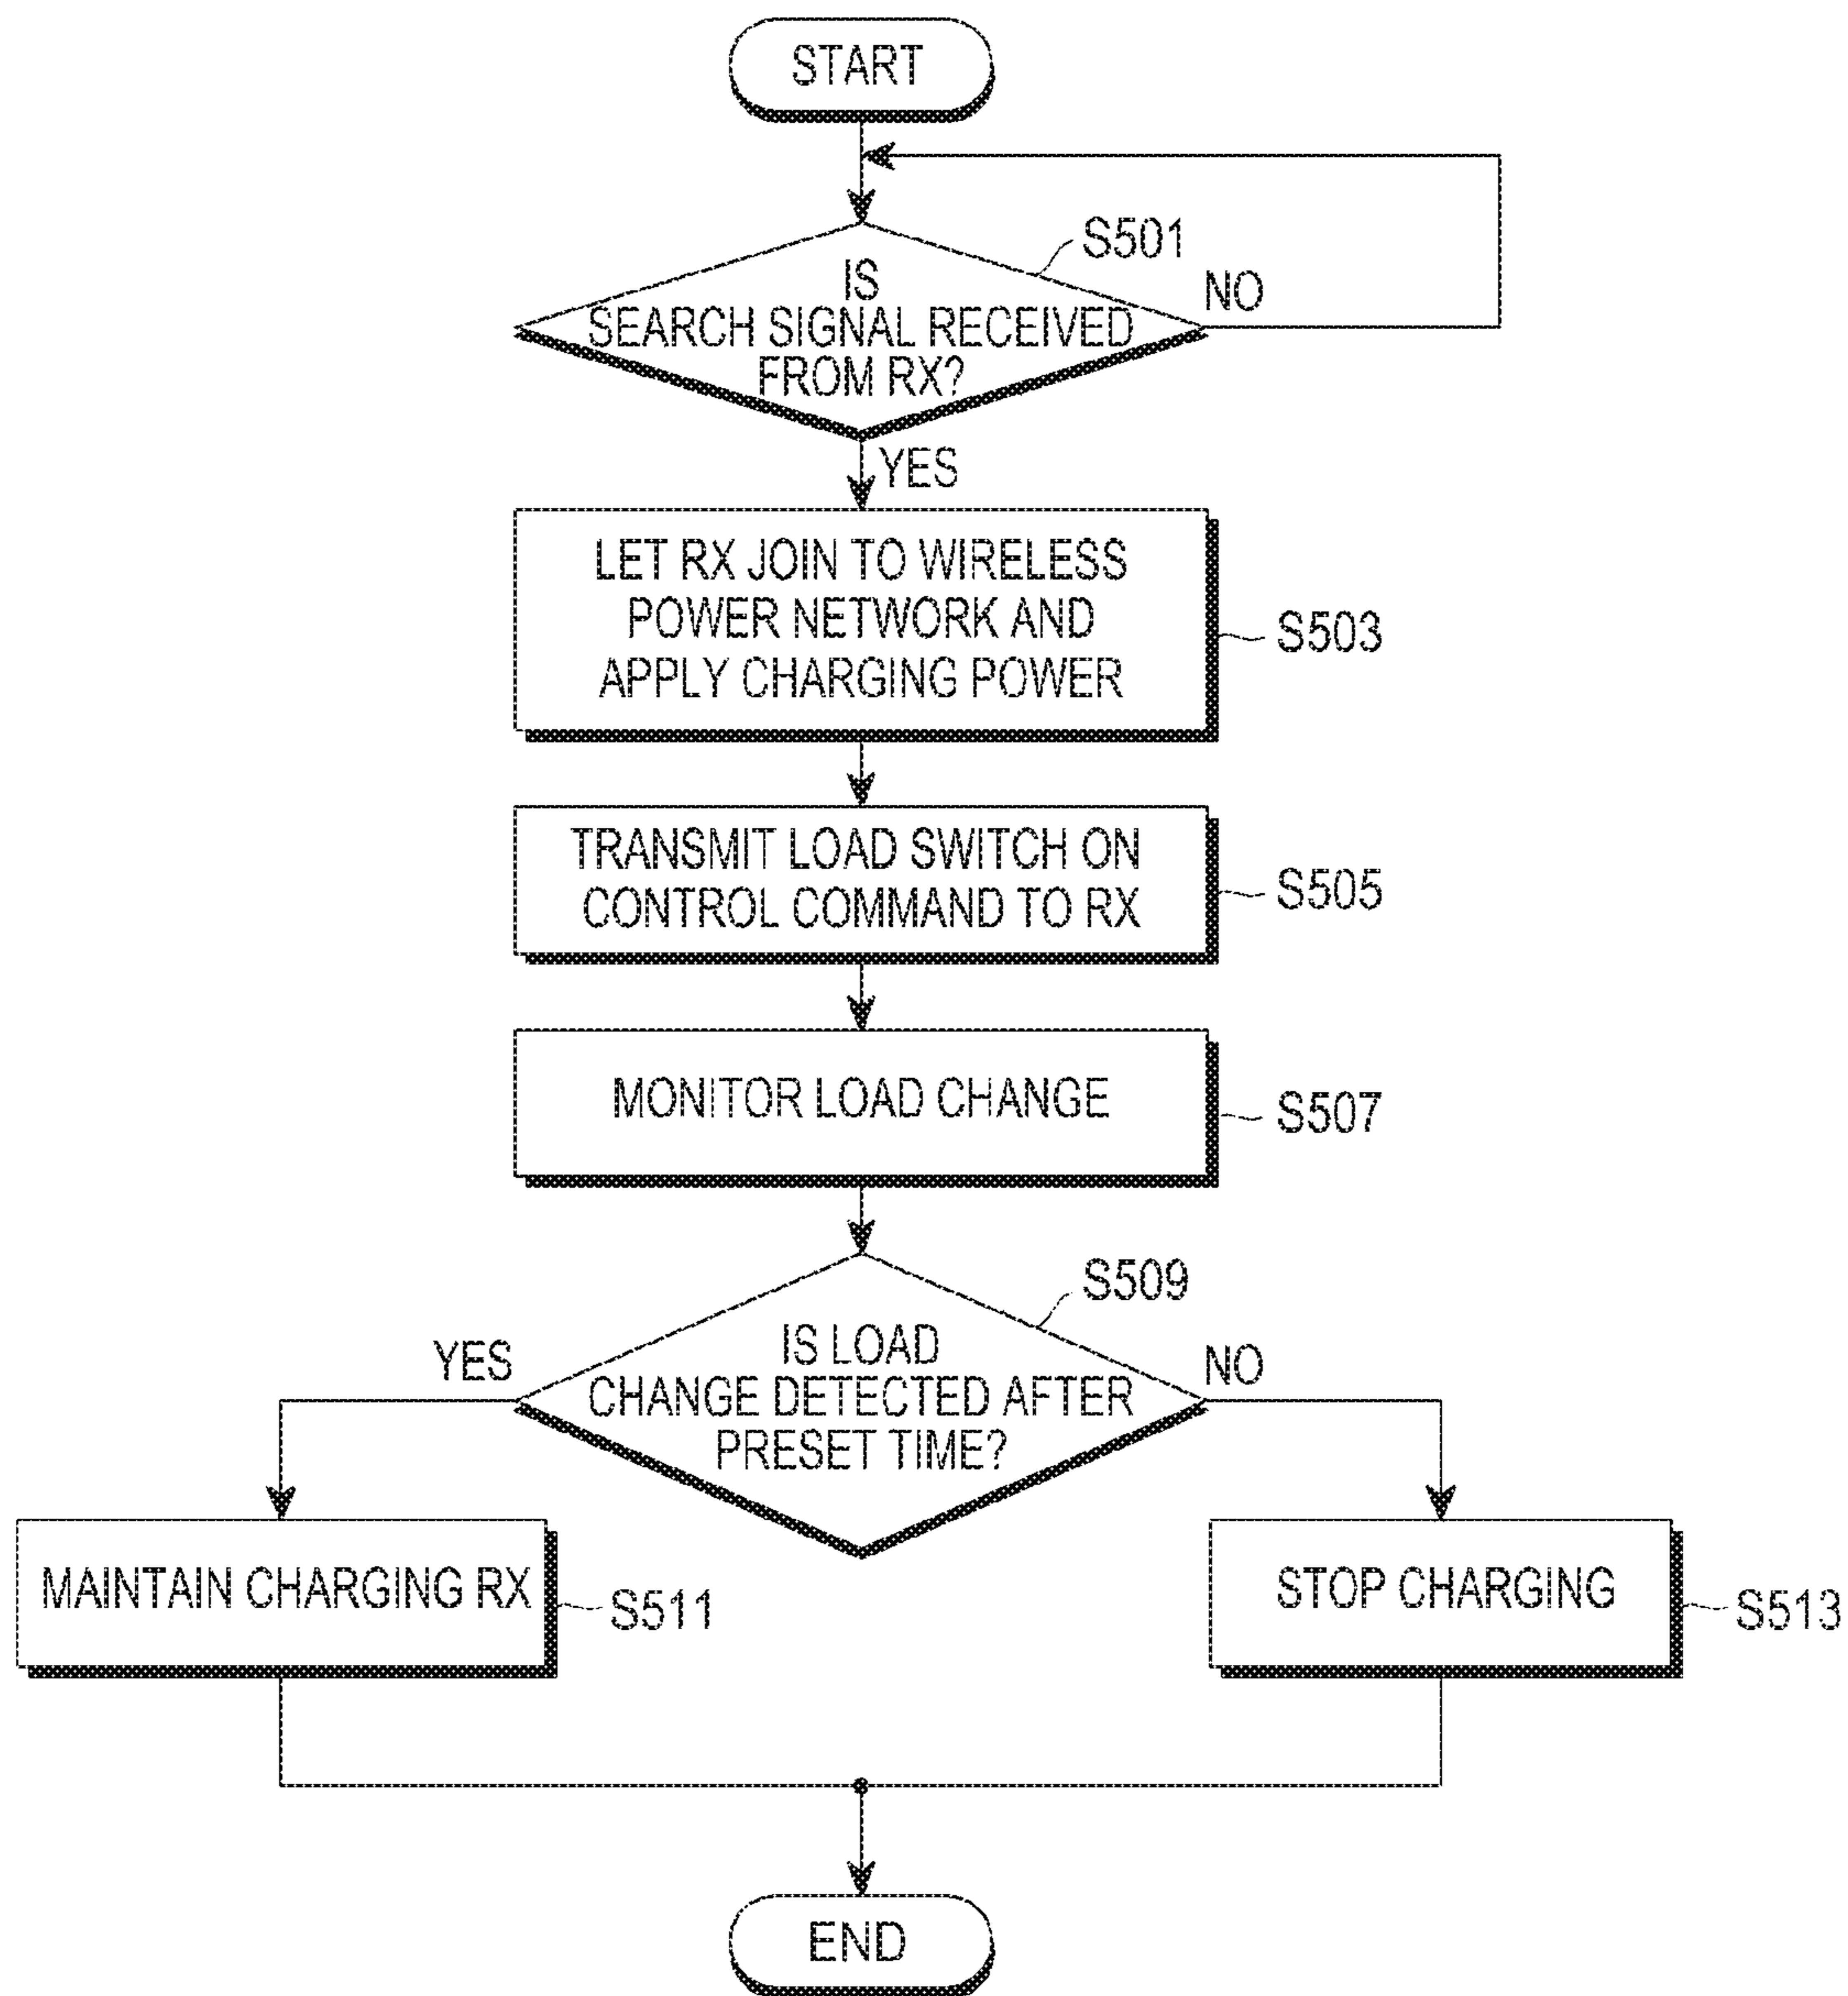 START
S501
IS
SEARCH SIGNAL RECEIVED
FROM RX?
NO
YES
LET RX JOIN TO WIRELESS
POWER NETWORK AND
APPLY CHARGING POWER
S503
TRANSMIT LOAD SWITCH ON
CONTROL COMMAND TO RX
S505
MONITOR LOAD CHANGE
S507
S509
IS LOAD
CHANGE DETECTED AFTER
PRESET TIME?
YES
NO
MAINTAIN CHARGING RX
S511
STOP CHARGING
S513
END